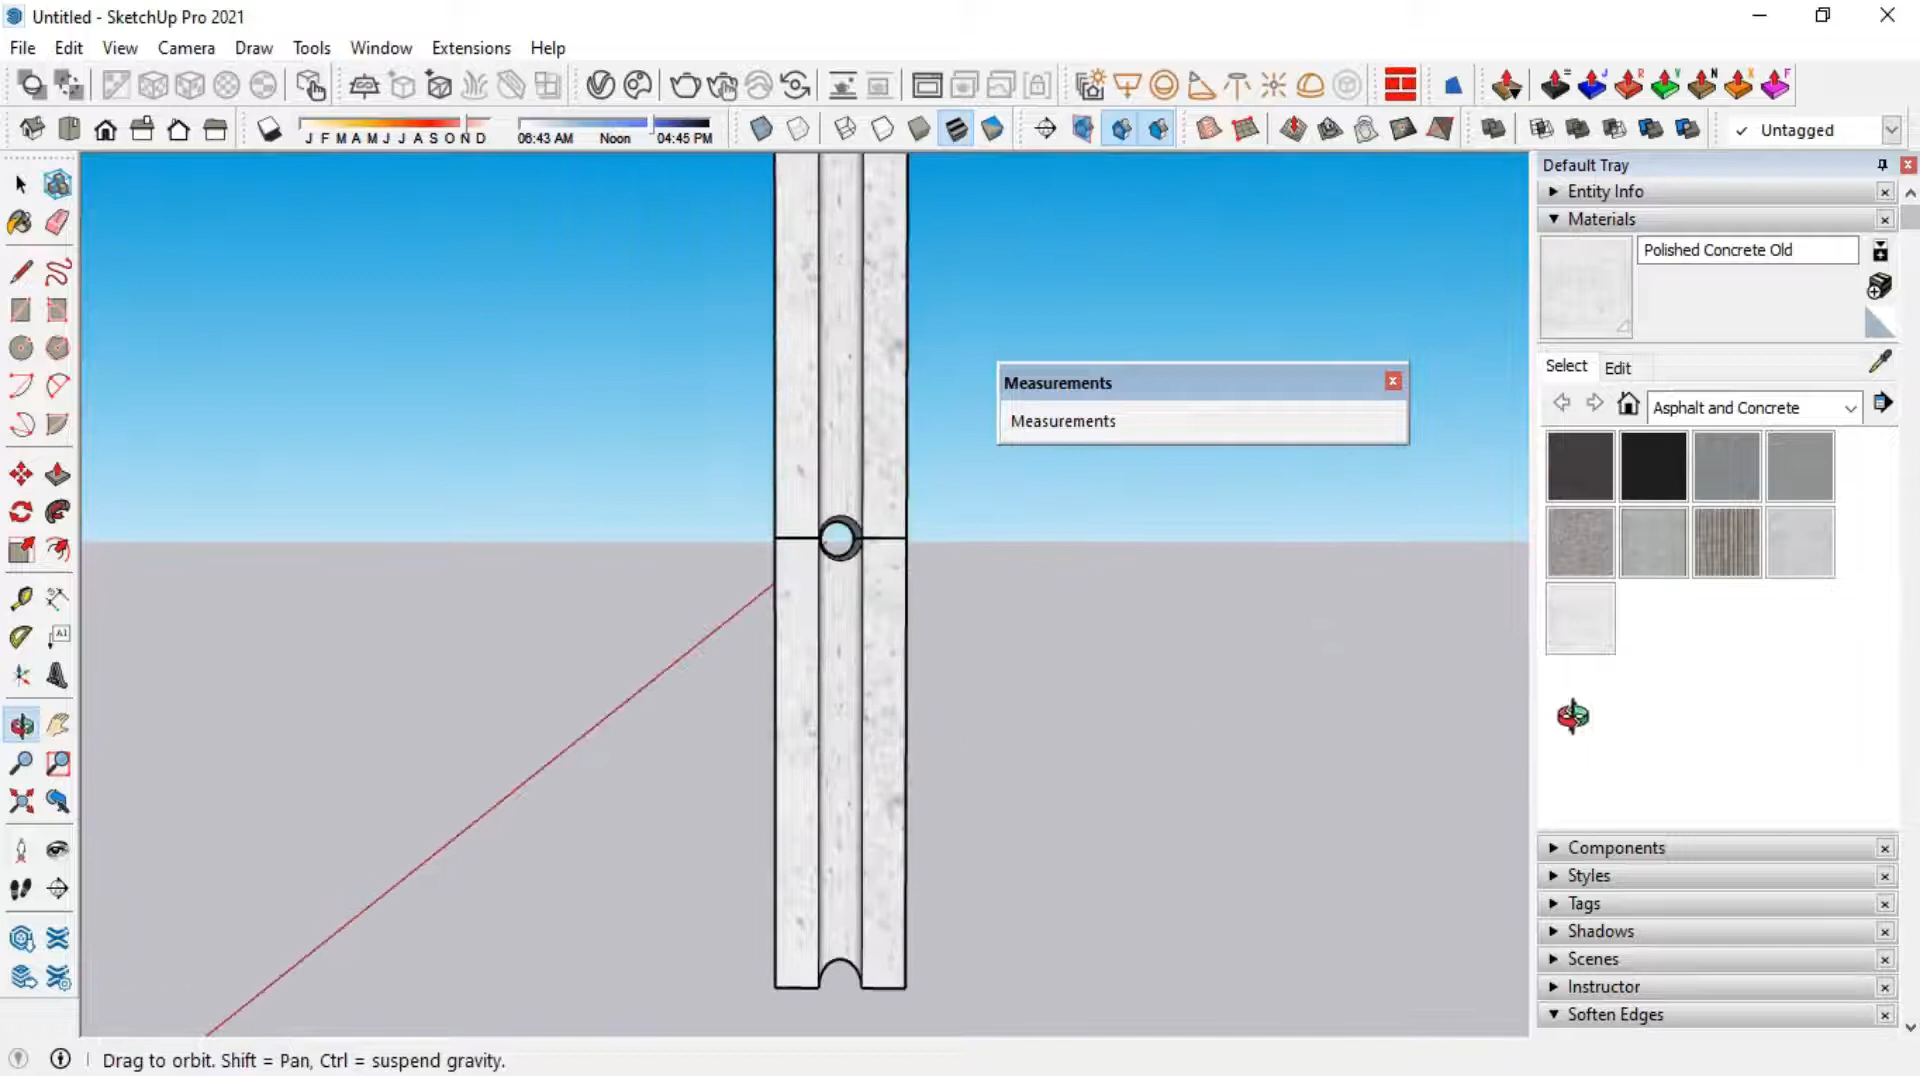 Untitled - SketchUp Pro 2021
File Edit View Camera Draw Tools Window Extensions Help
J F M A M J J A S O N D 06:43 AM Noon 04:45 PM ✓ Untagged
Default Tray
Entity Info
Materials
Polished Concrete Old
Select Edit
Asphalt and Concrete
Measurements
Measurements
Components
Styles
Tags
Shadows
Scenes
Instructor
Soften Edges
Drag to orbit. Shift = Pan, Ctrl = suspend gravity.